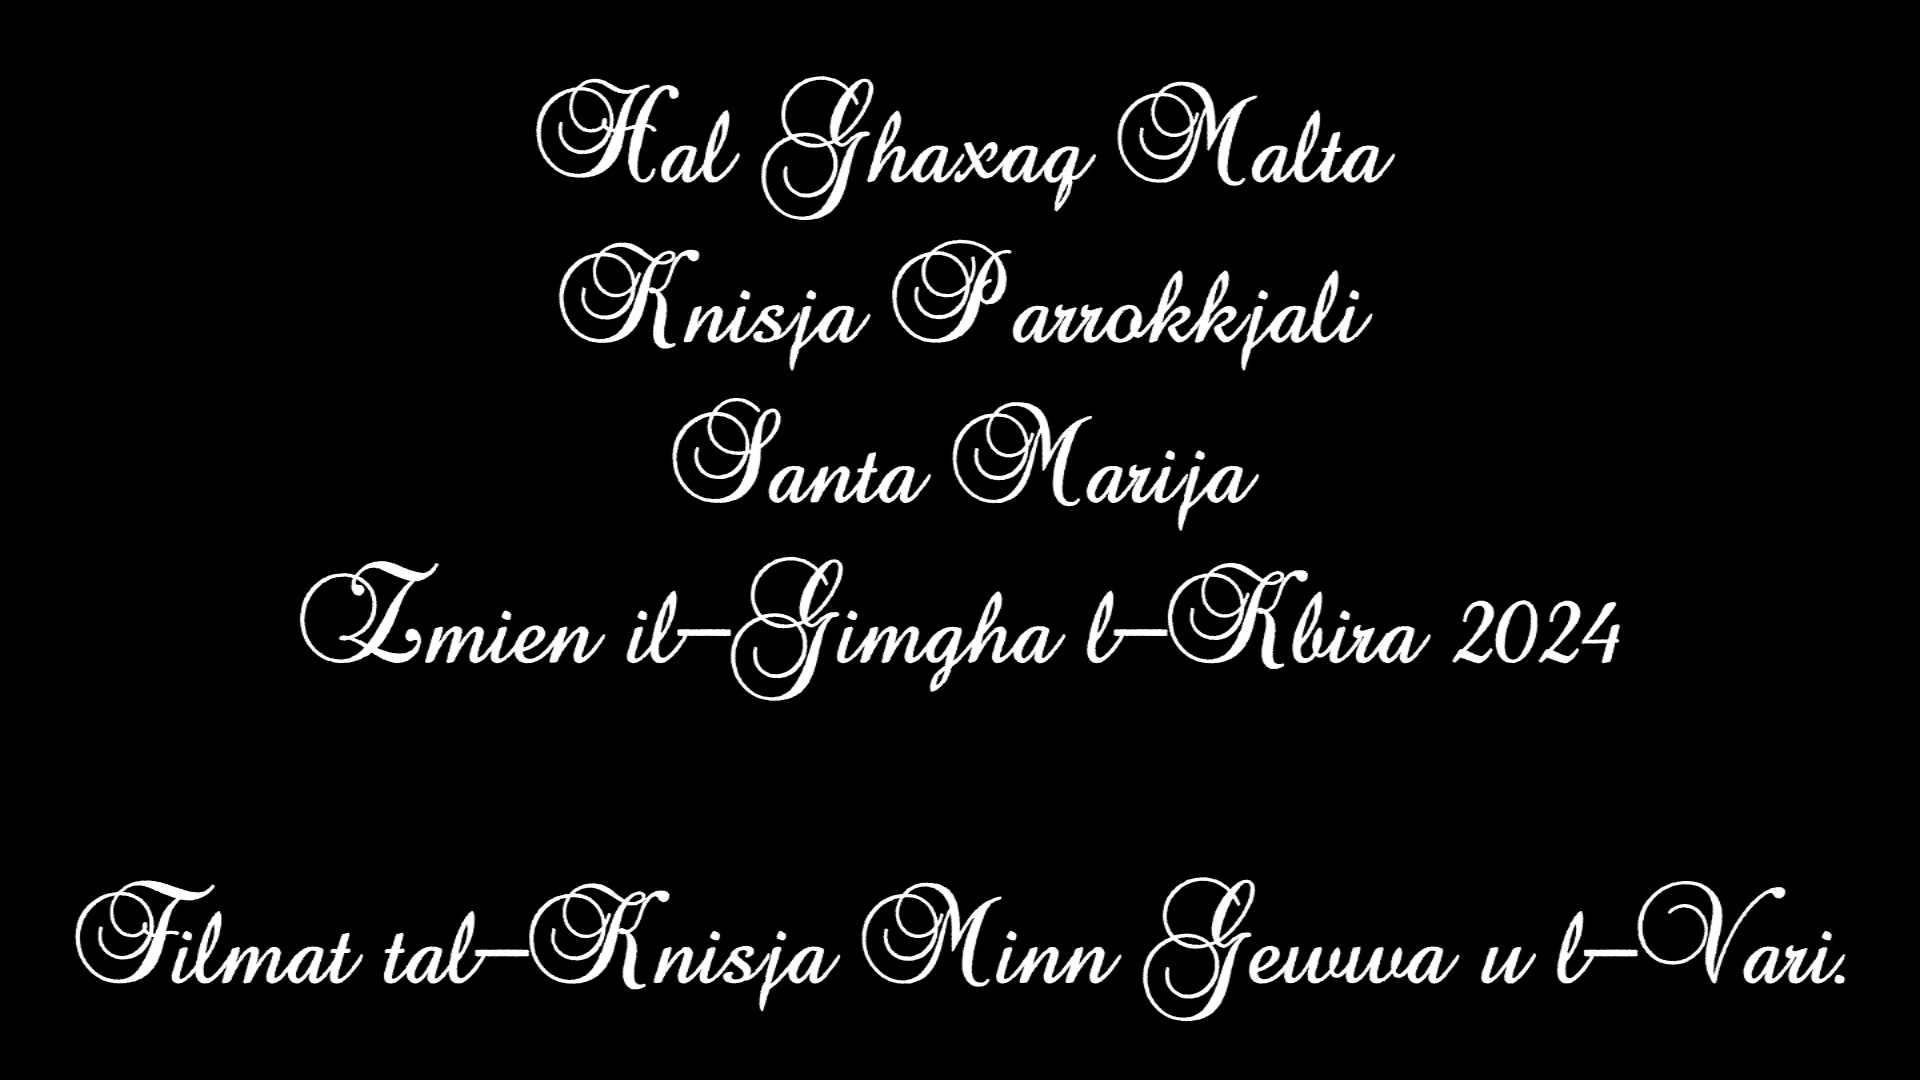 Hal Ghaxaq Malta
Knisja Parrokkjali
Santa Marija
Zmien il-Gimgha l-Kbira 2024
Filmat tal-Knisja Minn Gewwa u l-Vari.